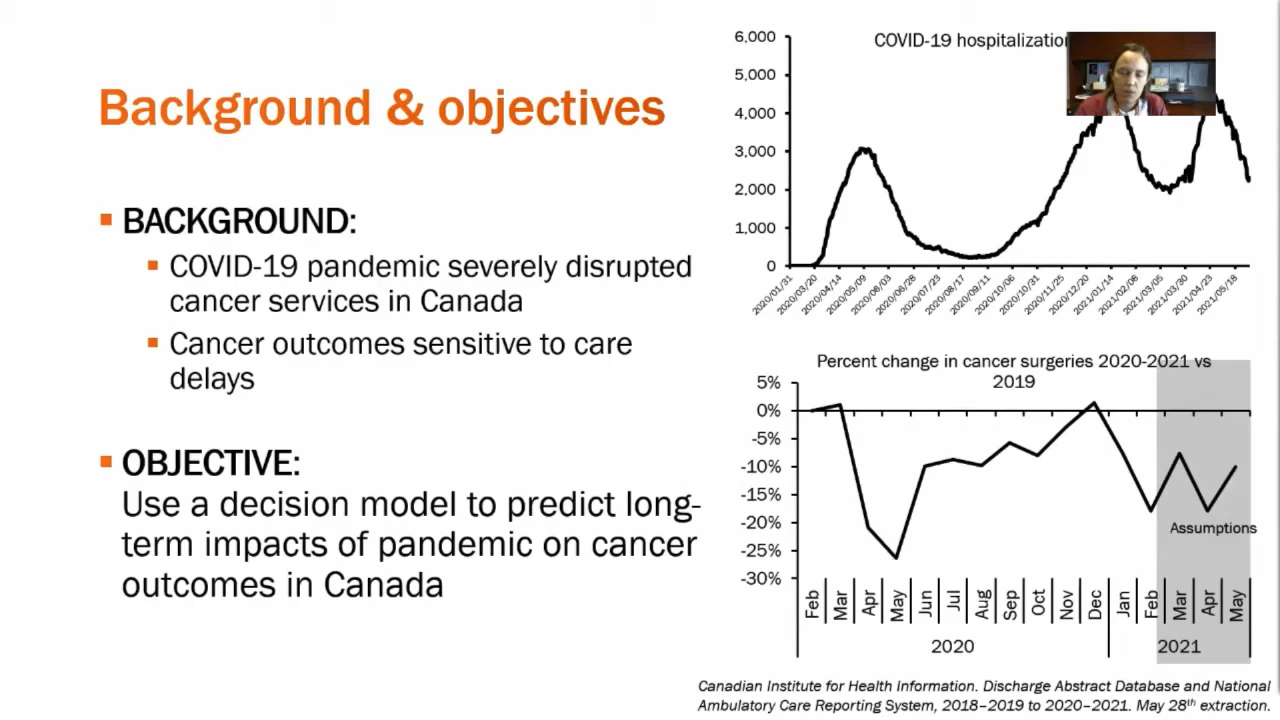 Background & objectives
BACKGROUND:
COVID-19 pandemic severely disrupted
cancer services in Canada
Cancer outcomes sensitive to care
delays
OBJECTIVE:
Use a decision model to predict long-
term impacts of pandemic on cancer
outcomes in Canada
COVID-19 hospitalizatio
6,000
5,000
4,000
3,000
2,000
1,000
0
2020/01/31 2020/03/20 2020/04/14 2020/05/09 2020/06/03 2020/06/28 2020/07/23 2020/08/17 2020/09/11 2020/10/06 2020/10/31 2020/11/25 2020/12/20 2021/01/14 2021/02/08 2021/03/05 2021/03/30 2021/04/23 2021/05/18
Percent change in cancer surgeries 2020-2021 vs
2019
5%
0%
-5%
-10%
-15%
-20%
-25%
-30%
Assumptions
Feb Mar Apr May Jun Jul Aug Sep Oct Nov Dec Jan Feb Mar Apr May
2020 2021
Canadian Institute for Health Information. Discharge Abstract Database and National
Ambulatory Care Reporting System, 2018–2019 to 2020–2021. May 28th extraction.